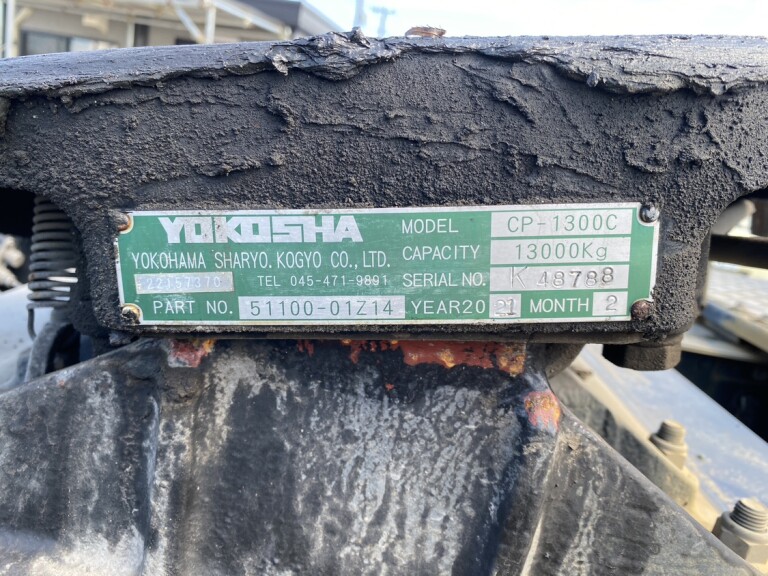 YOKOSHA MODEL CP-1300C
YOKOHAMA SHARYO. KOGYO CO., LTD. CAPACITY 13000Kg
22157370 TEL 045-471-9891 SERIAL NO. K 48788
PART NO. 51100-01Z14 YEAR20 21 MONTH 2